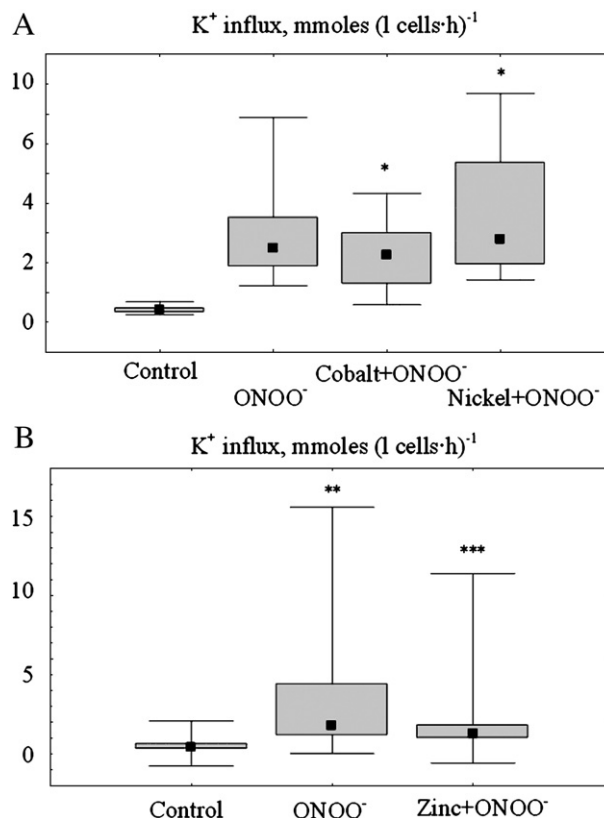 A
K⁺ influx, mmoles (l cells·h)⁻¹
*
10
8
*
6
4
2
0
Control
Cobalt+ONOO⁻
ONOO⁻
Nickel+ONOO⁻
B
K⁺ influx, mmoles (l cells·h)⁻¹
**
15
***
10
5
0
Control
ONOO⁻
Zinc+ONOO⁻